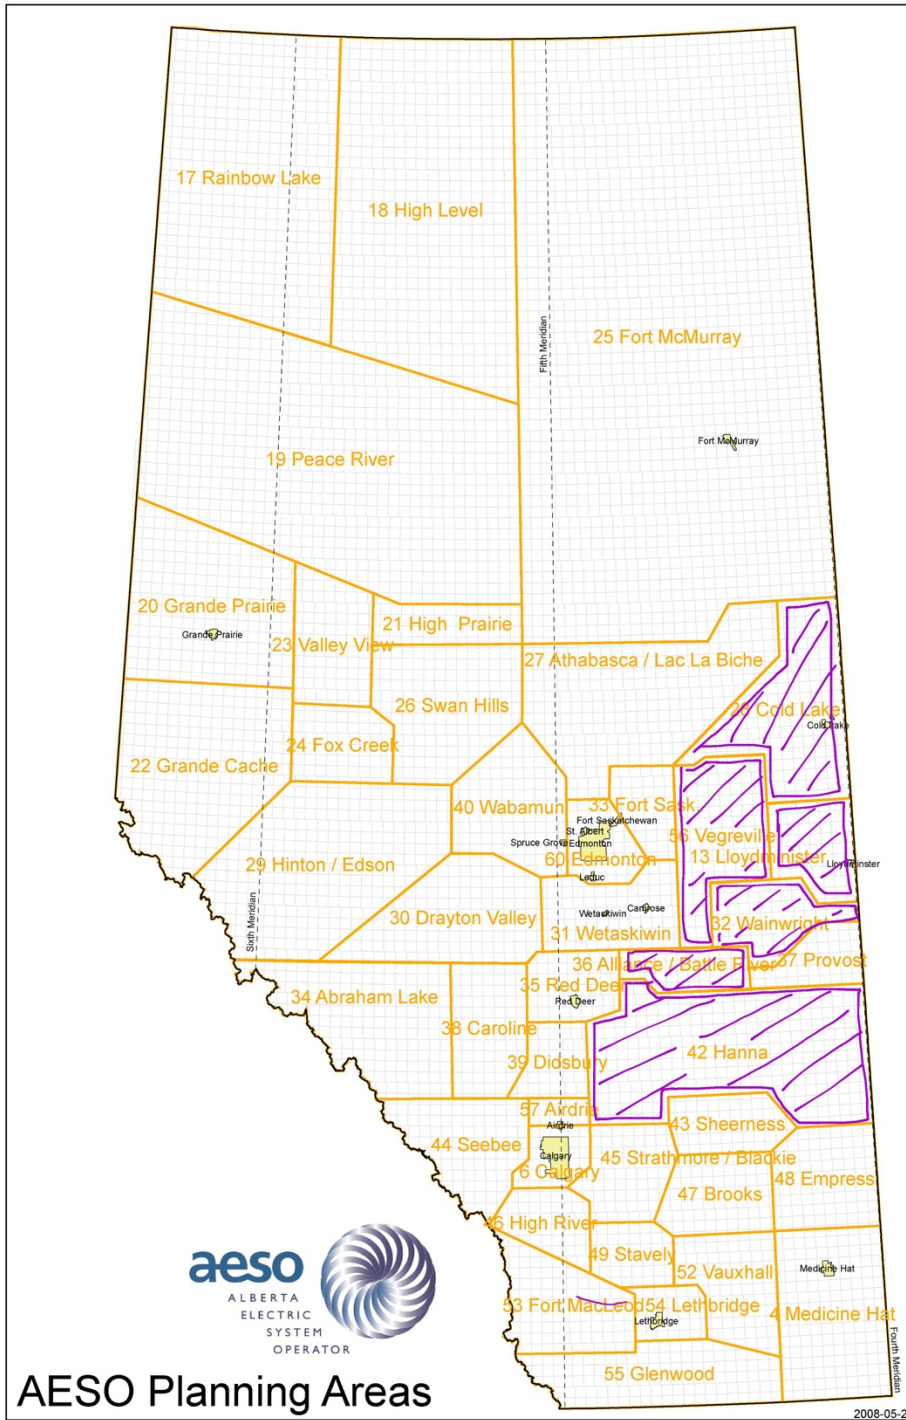 17 Rainbow Lake
18 High Level
Fifth Meridian
25 Fort McMurray
Fort McMurray
19 Peace River
20 Grande Prairie
Grande Prairie
21 High Prairie
23 Valley View
27 Athabasca / Lac La Biche
26 Swan Hills
28 Cold Lake
Cold Lake
24 Fox Creek
22 Grande Cache
40 Wabamun
33 Fort Sask
Fort Saskatchewan
St. Albert
56 Vegreville
Spruce Grove
Edmonton
13 Lloydminister
Lloydminster
29 Hinton / Edson
60 Edmonton
Leduc
Sixth Meridian
30 Drayton Valley
Wetaskiwin
Camrose
31 Wetaskiwin
32 Wainwright
36 Alliance / Battle River
37 Provost
34 Abraham Lake
35 Red Deer
Red Deer
38 Caroline
39 Didsbury
42 Hanna
57 Airdrie
Airdrie
43 Sheerness
44 Seebee
Calgary
6 Calgary
45 Strathmore / Blackie
48 Empress
47 Brooks
46 High River
49 Stavely
52 Vauxhall
Medicine Hat
53 Fort MacLeod
54 Lethbridge
Lethbridge
4 Medicine Hat
55 Glenwood
Fourth Meridian
aeso
ALBERTA
ELECTRIC
SYSTEM
OPERATOR
AESO Planning Areas
2008-05-2